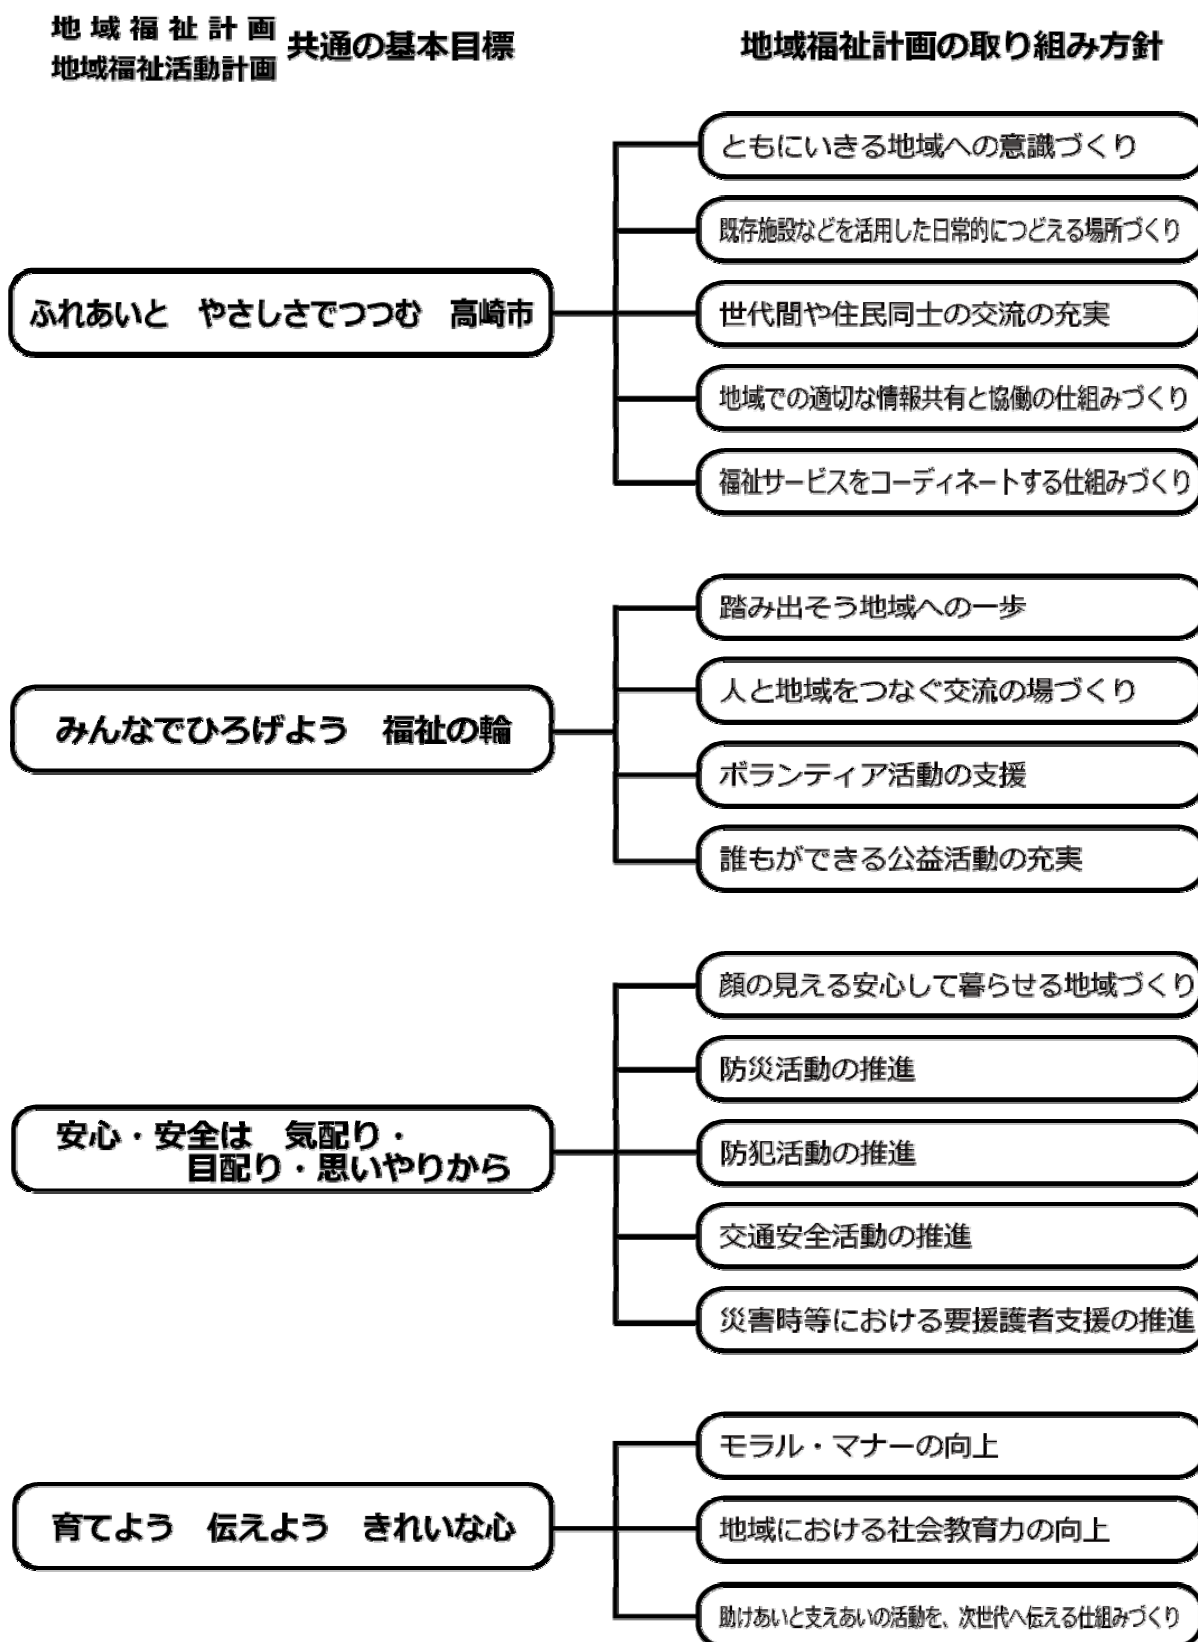 地域福祉計画
地域福祉活動計画
共通の基本目標
地域福祉計画の取り組み方針
ふれあいと　やさしさでつつむ　高崎市
ともにいきる地域への意識づくり
既存施設などを活用した日常的につどえる場所づくり
世代間や住民同士の交流の充実
地域での適切な情報共有と協働の仕組みづくり
福祉サービスをコーディネートする仕組みづくり
みんなでひろげよう　福祉の輪
踏み出そう地域への一歩
人と地域をつなぐ交流の場づくり
ボランティア活動の支援
誰もができる公益活動の充実
安心・安全は　気配り・
目配り・思いやりから
顔の見える安心して暮らせる地域づくり
防災活動の推進
防犯活動の推進
交通安全活動の推進
災害時等における要援護者支援の推進
育てよう　伝えよう　きれいな心
モラル・マナーの向上
地域における社会教育力の向上
助けあいと支えあいの活動を、次世代へ伝える仕組みづくり